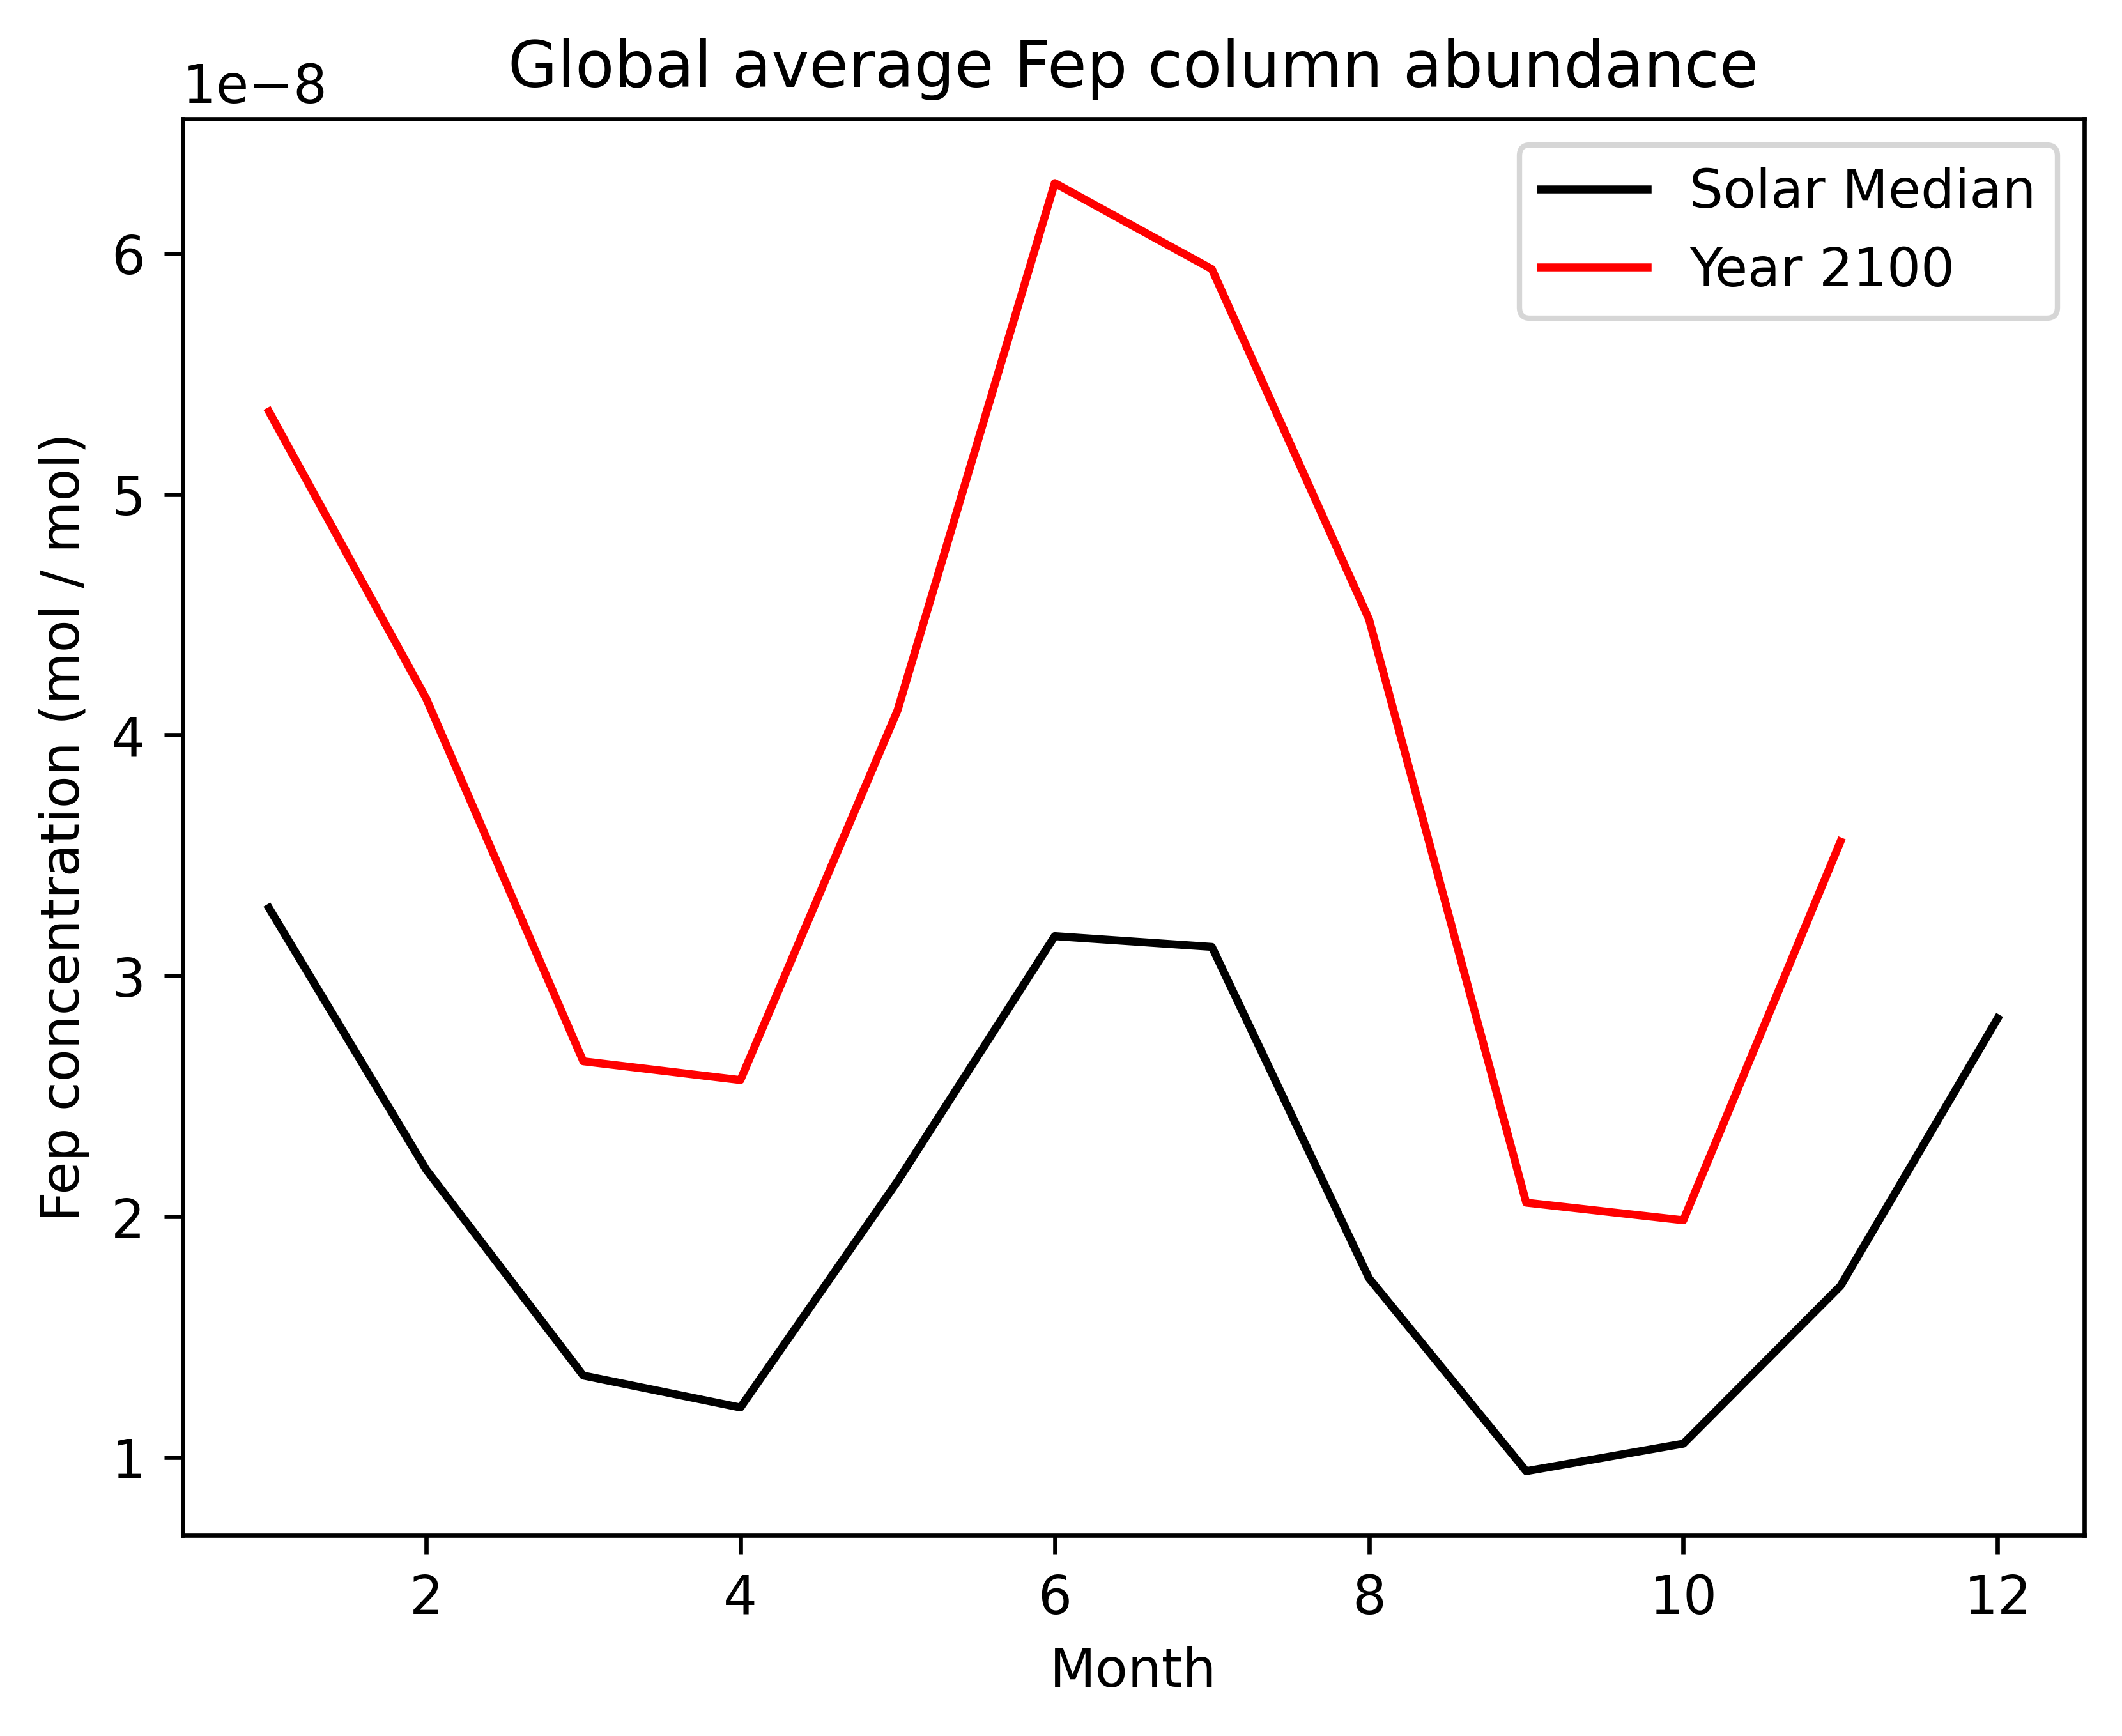 Global average Fep column abundance
1e−8
Solar Median
Year 2100
6
5
4
3
2
1
Fep concentration (mol / mol)
2 4 6 8 10 12
Month